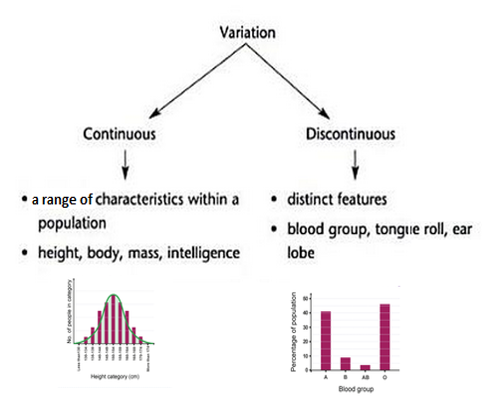 Variation
Continuous
Discontinuous
• a range of characteristics within a
population
• height, body, mass, intelligence
• distinct features
• blood group, tongue roll, ear
lobe
No. of people in category
Height category (cm)
Percentage of population
50
40
30
20
10
0
A B AB O
Blood group